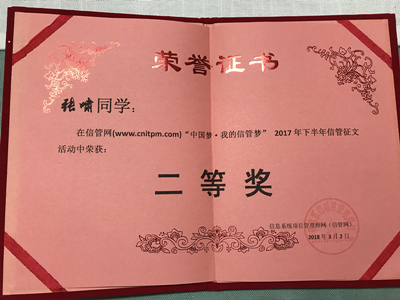 荣誉证书
张啸同学：
在信管网(www.cnitpm.com)“中国梦·我的信管梦” 2017 年下半年信管征文
活动中荣获：
二等奖
信息系统项目管理师网（信管网）
2018 年 3 月 2 日